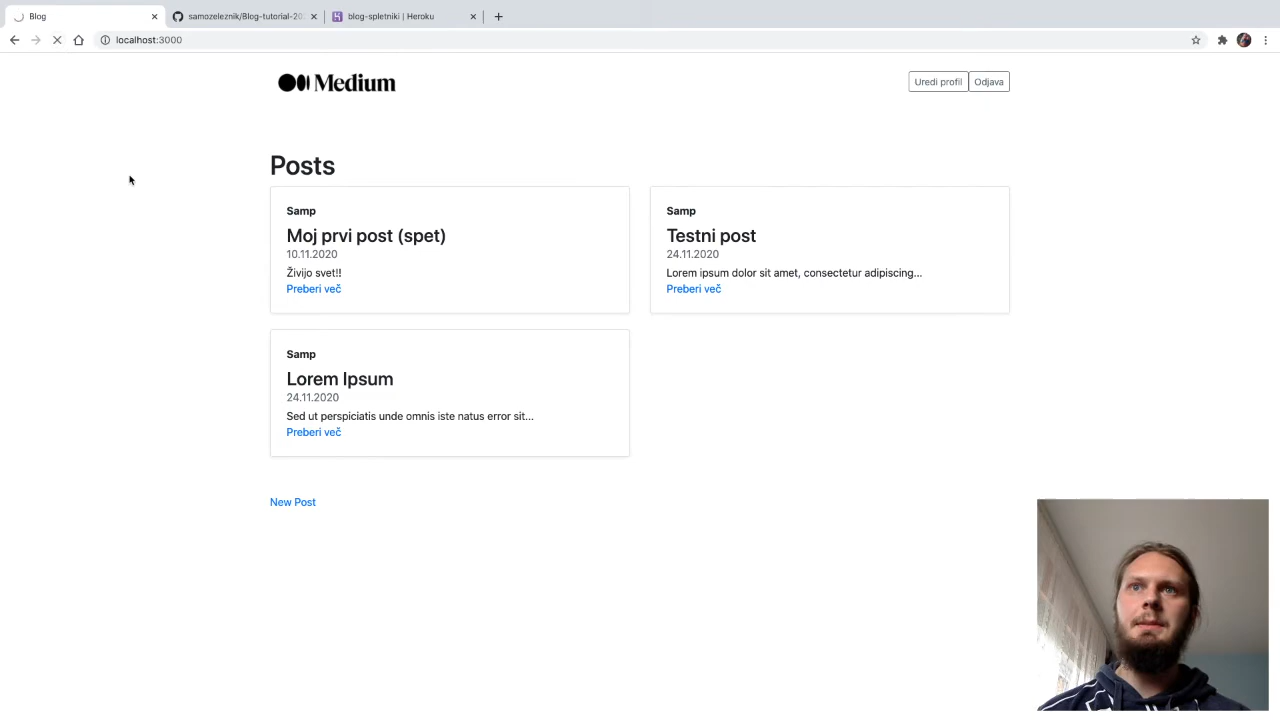 Blog
samozeleznik/Blog-tutorial-202
blog-spletniki | Heroku
localhost:3000
Medium
Uredi profil
Odjava
Posts
Samp
Moj prvi post (spet)
10.11.2020
Živijo svet!!
Preberi več
Samp
Testni post
24.11.2020
Lorem ipsum dolor sit amet, consectetur adipiscing...
Preberi več
Samp
Lorem Ipsum
24.11.2020
Sed ut perspiciatis unde omnis iste natus error sit...
Preberi več
New Post